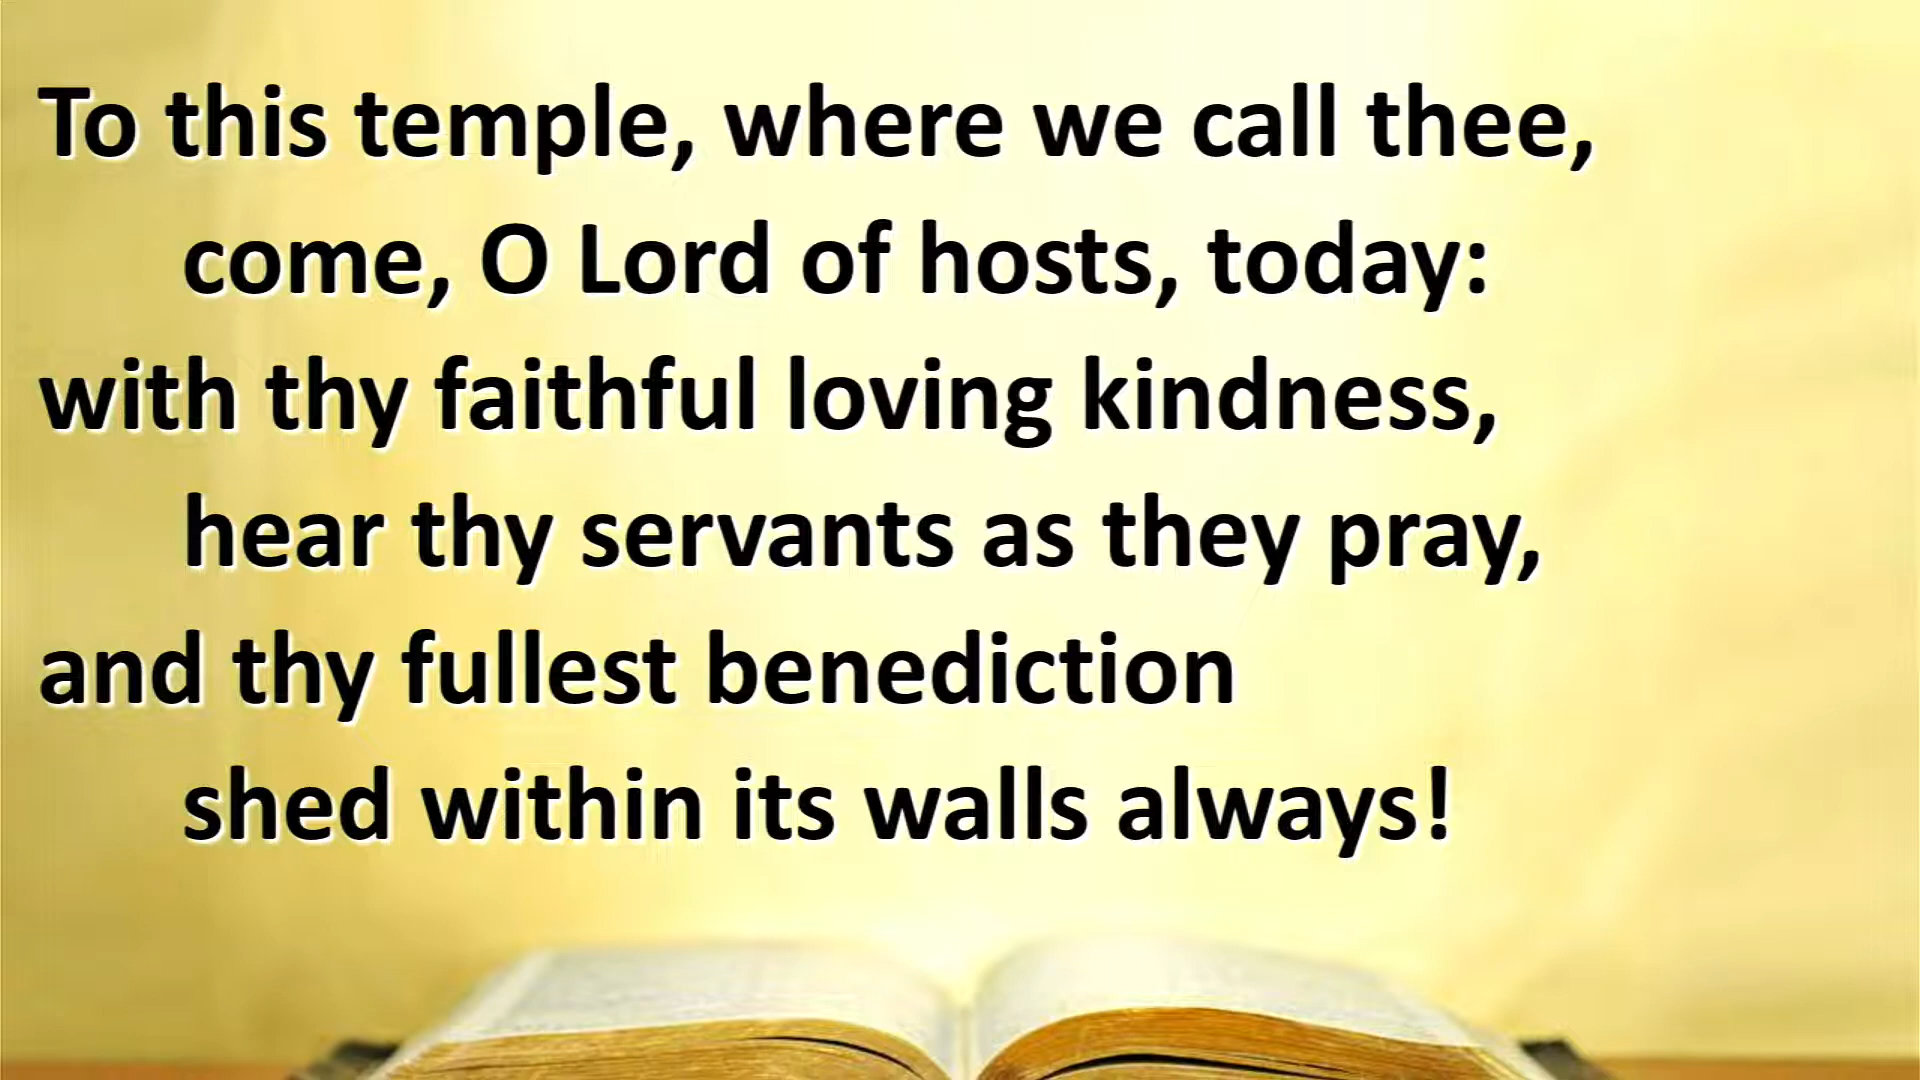 To this temple, where we call thee,
come, O Lord of hosts, today:
with thy faithful loving kindness,
hear thy servants as they pray,
and thy fullest benediction
shed within its walls always!